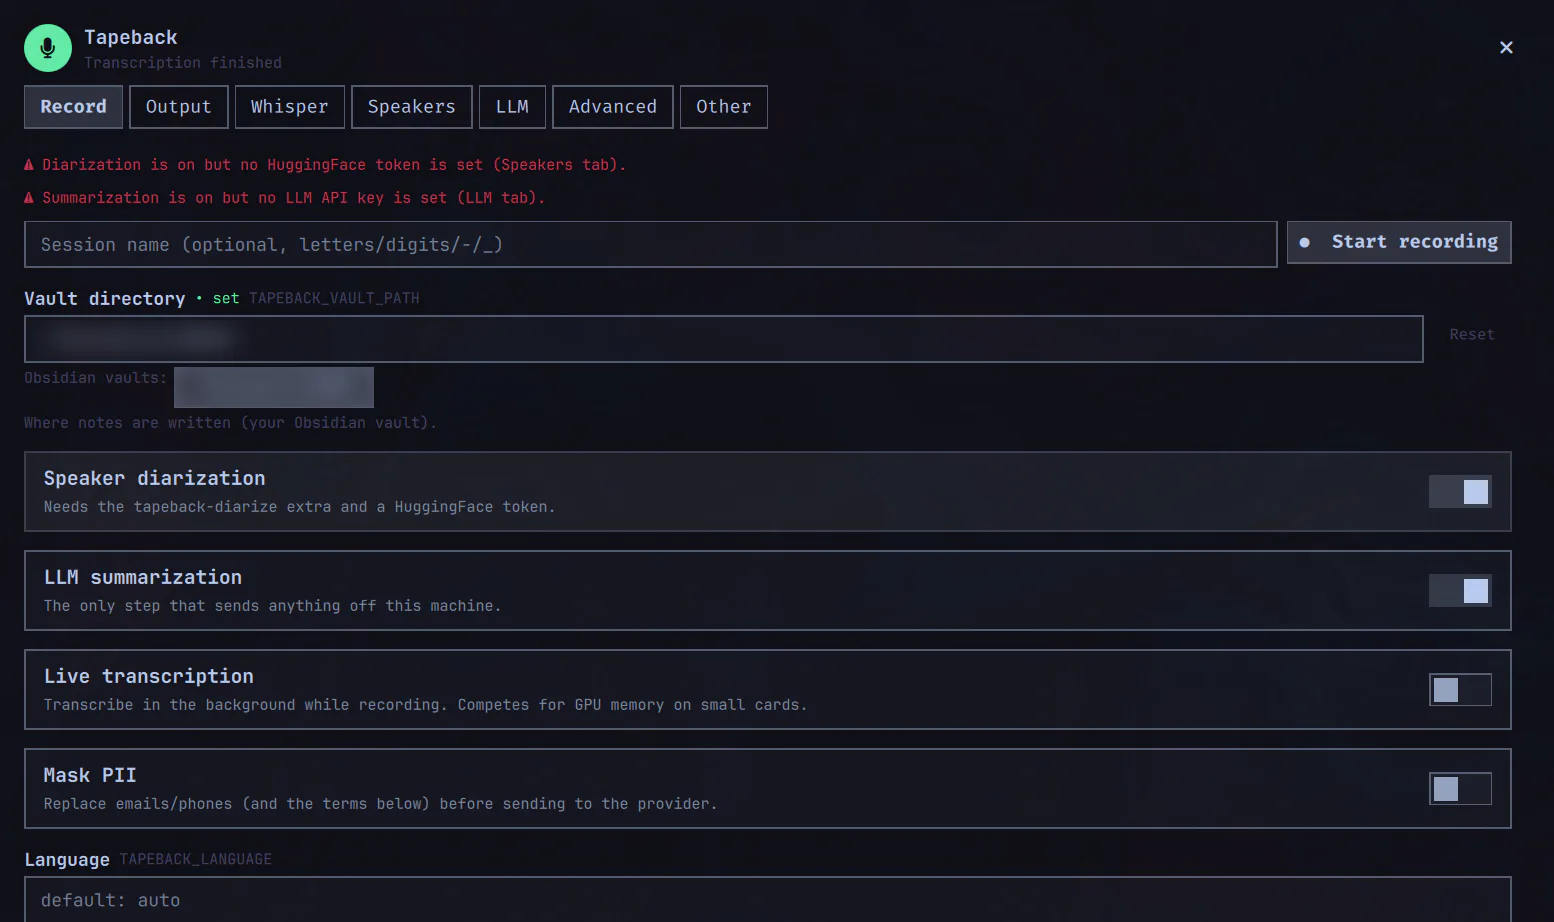 Tapeback
Transcription finished
Record
Output
Whisper
Speakers
LLM
Advanced
Other
Diarization is on but no HuggingFace token is set (Speakers tab).
Summarization is on but no LLM API key is set (LLM tab).
Session name (optional, letters/digits/-/_)
Start recording
Vault directory • set TAPEBACK_VAULT_PATH
Reset
Obsidian vaults:
Where notes are written (your Obsidian vault).
Speaker diarization
Needs the tapeback-diarize extra and a HuggingFace token.
LLM summarization
The only step that sends anything off this machine.
Live transcription
Transcribe in the background while recording. Competes for GPU memory on small cards.
Mask PII
Replace emails/phones (and the terms below) before sending to the provider.
Language TAPEBACK_LANGUAGE
default: auto